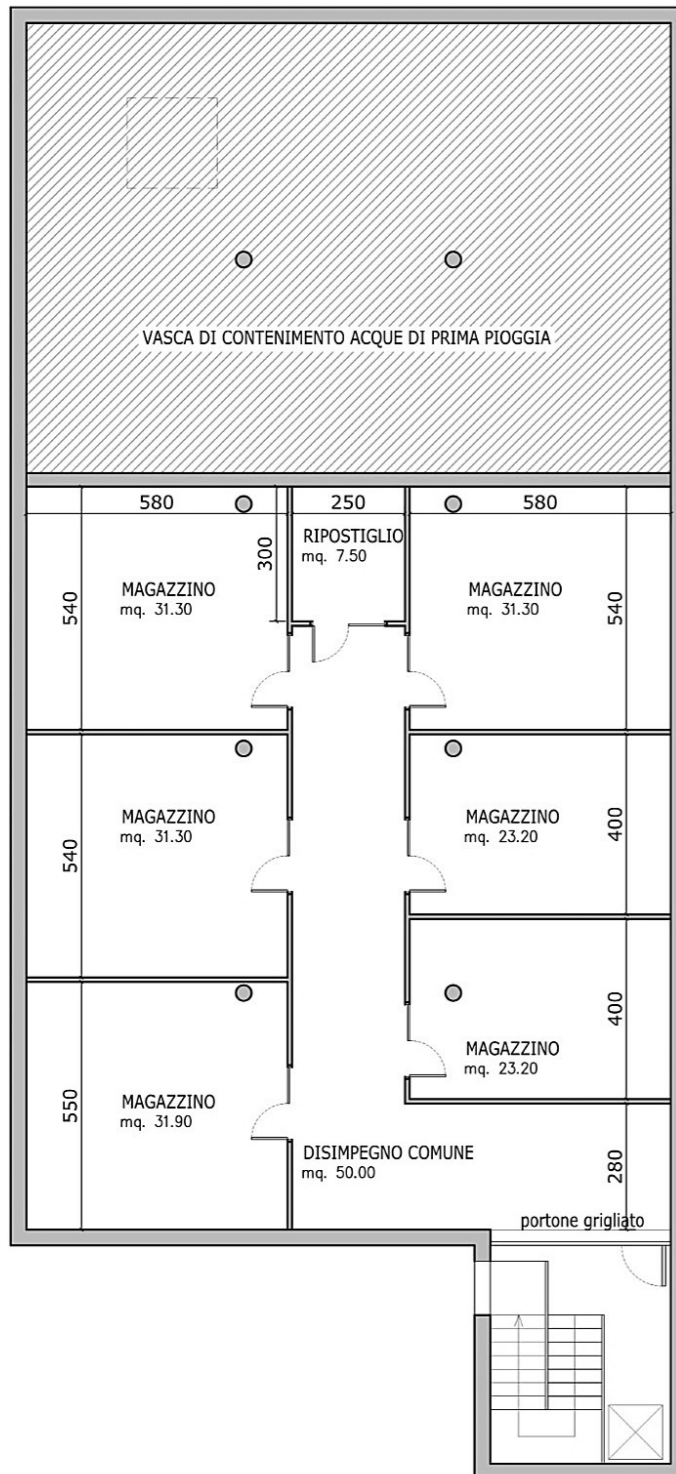 VASCA DI CONTENIMENTO ACQUE DI PRIMA PIOGGIA
580
250
580
300
RIPOSTIGLIO
mq. 7.50
540
MAGAZZINO
mq. 31.30
MAGAZZINO
mq. 31.30
540
540
MAGAZZINO
mq. 31.30
MAGAZZINO
mq. 23.20
400
MAGAZZINO
mq. 23.20
400
550
MAGAZZINO
mq. 31.90
DISIMPEGNO COMUNE
mq. 50.00
280
portone grigliato